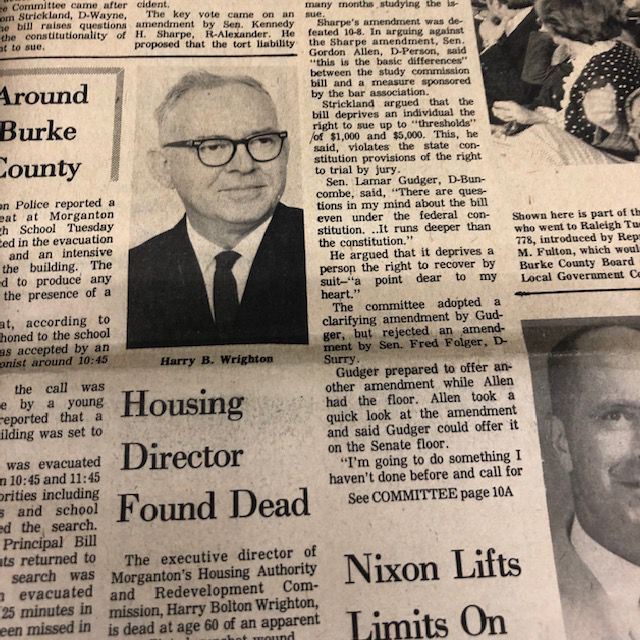 Committee came after
om Strickland, D-Wayne,
he bill raises questions
the constitutionality of
ht to sue.
Around
Burke
County
on Police reported a
eat at Morganton
gh School Tuesday
ted in the evacuation
and an intensive
the building. The
ed to produce any
the presence of a
at, according to
honed to the school
as accepted by an
onist around 10:45
the call was
e by a young
reported that a
ilding was set to
was evacuated
n 10:45 and 11:45
orities including
s and school
ed the search.
Principal Bill
nts returned to
search was
n evacuated
25 minutes in
een missed in
cident.
The key vote came on an
amendment by Sen. Kennedy
H. Sharpe, R-Alexander. He
proposed that the tort liability
Harry B. Wrighton
Housing
Director
Found Dead
The executive director of
Morganton's Housing Authority
and Redevelopment Com-
mission, Harry Bolton Wrighton,
is dead at age 60 of an apparent
wound
many months studying the is-
sue.
Sharpe's amendment was de-
feated 10-8. In arguing against
the Sharpe amendment, Sen.
Gordon Allen, D-Person, said
"this is the basic differences"
between the study commission
bill and a measure sponsored
by the bar association.
Strickland argued that the
bill deprives an individual the
right to sue up to "thresholds"
of $1,000 and $5,000. This, he
said, violates the state con-
stitution provisions of the right
to trial by jury.
Sen. Lamar Gudger, D-Bun-
combe, said, "There are ques-
tions in my mind about the bill
even under the federal con-
stitution. ..It runs deeper than
the constitution."
He argued that it deprives a
person the right to recover by
suit—"a point dear to my
heart."
The committee adopted a
clarifying amendment by Gud-
ger, but rejected an amend-
ment by Sen. Fred Folger, D-
Surry.
Gudger prepared to offer an-
other amendment while Allen
had the floor. Allen took a
quick look at the amendment
and said Gudger could offer it
on the Senate floor.
"I'm going to do something I
haven't done before and call for
See COMMITTEE page 10A
Nixon Lifts
Limits On
Shown here is part of th
who went to Raleigh Tu
778, introduced by Rep
M. Fulton, which woul
Burke County Board
Local Government Co